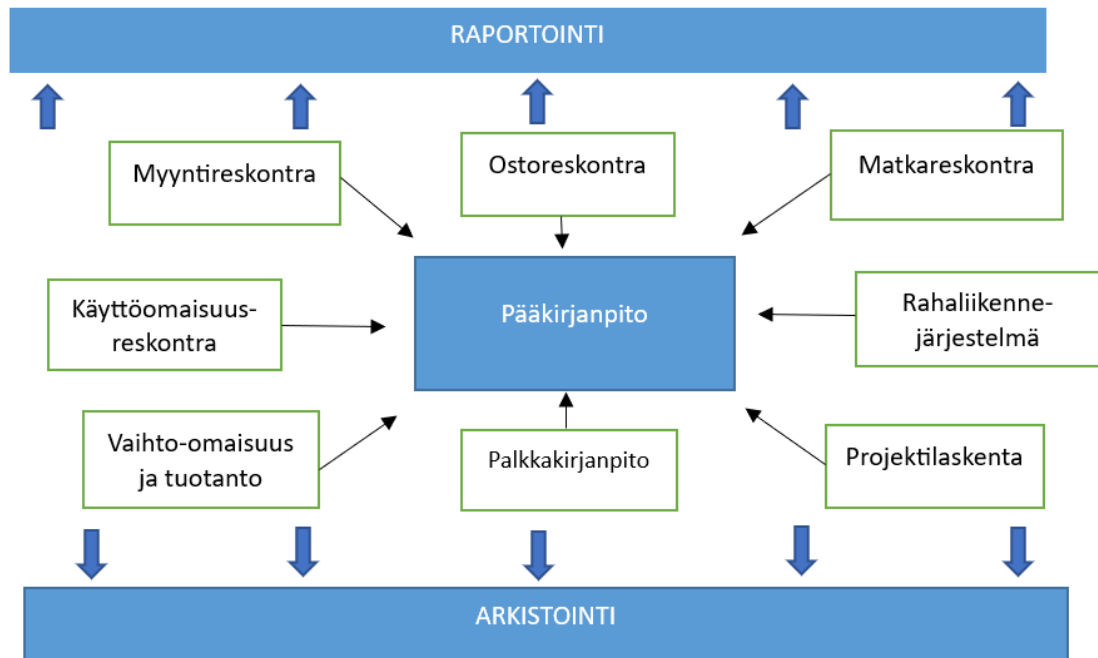 RAPORTOINTI
Myyntireskontra
Ostoreskontra
Matkareskontra
Käyttöomaisuus-
reskontra
Pääkirjanpito
Rahaliikenne-
järjestelmä
Vaihto-omaisuus
ja tuotanto
Palkkakirjanpito
Projektilaskenta
ARKISTOINTI